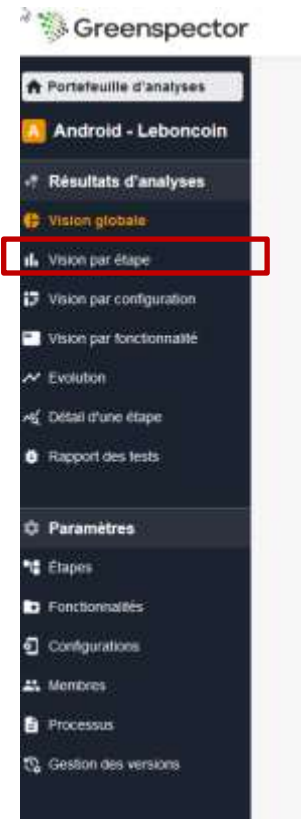 Greenspector
Portefeuille d'analyses
Android - Leboncoin
Résultats d'analyses
Vision globale
Vision par étape
Vision par configuration
Vision par fonctionnalité
Evolution
Détail d'une étape
Rapport des tests
Paramètres
Étapes
Fonctionnalités
Configurations
Membres
Processus
Gestion des versions